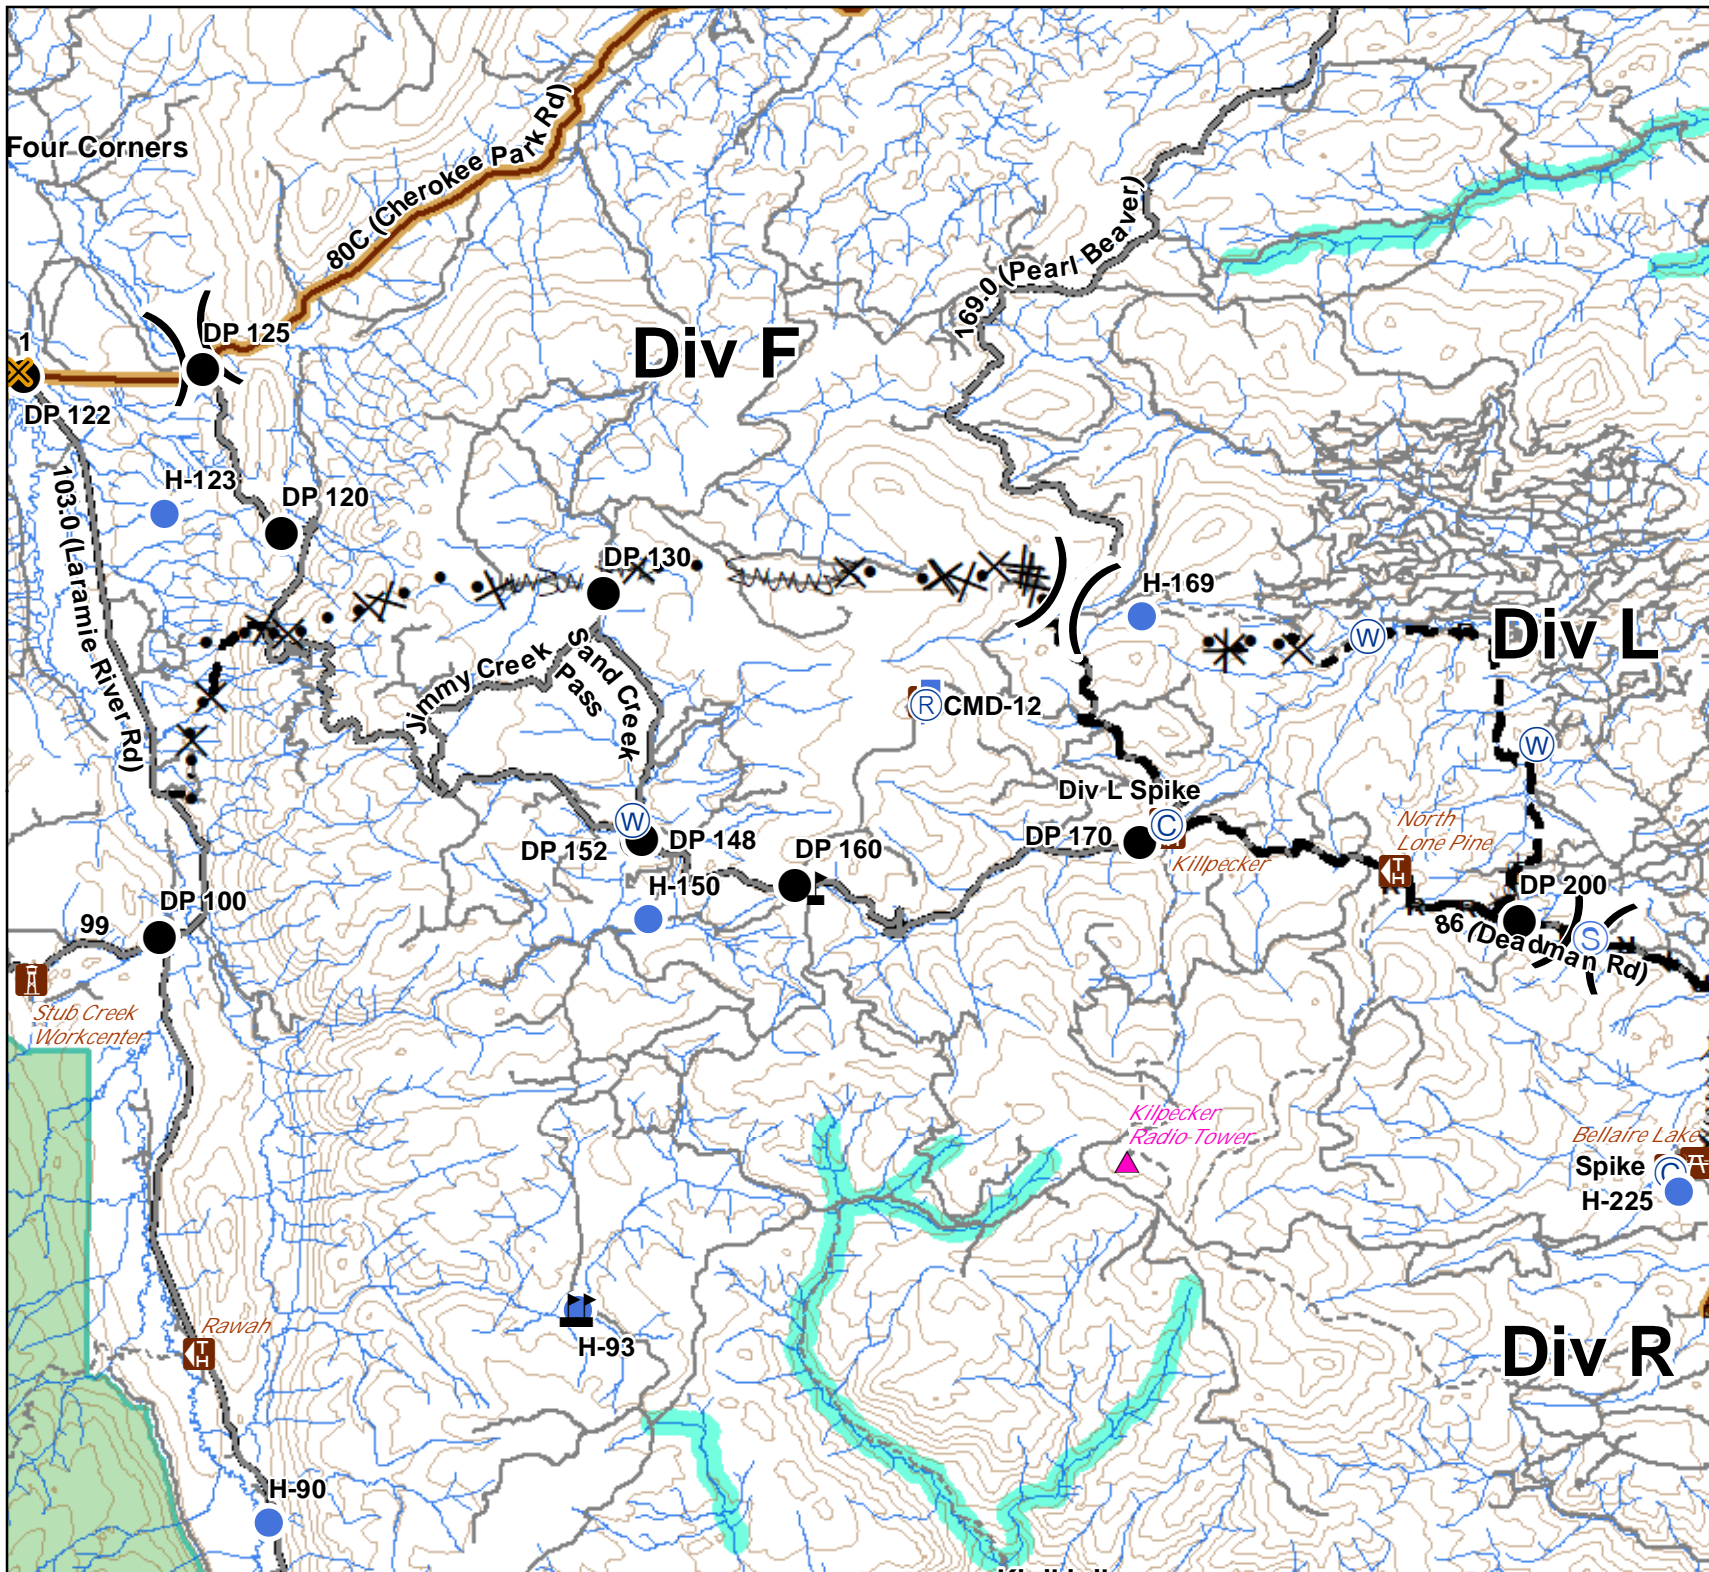 Four Corners
80C (Cherokee Park Rd)
169.0 (Pearl Beaver)
1
DP 125
Div F
DP 122
H-123
DP 120
103.0 (Laramie River Rd)
DP 130
H-169
W
Div L
Jimmy Creek
Sand Creek
Pass
R
CMD-12
W
Div L Spike
C
W
DP 152
DP 148
DP 160
DP 170
Killpecker
North
Lone Pine
T
H
H-150
DP 200
R
R
86 (Deadman Rd)
S
DP 100
99
Stub Creek
Workcenter
Kilpecker
Radio Tower
Bellaire Lake
Spike
C
H-225
Rawah
T
H
H-93
Div R
H-90